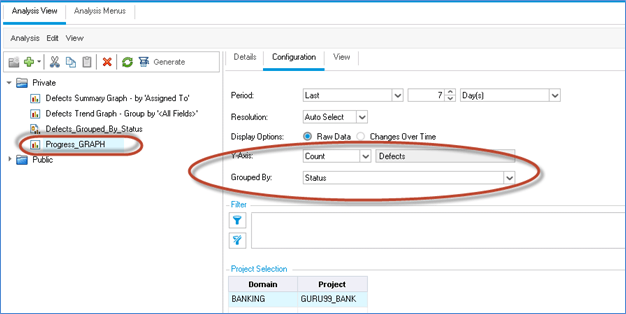 Analysis View Analysis Menus
Analysis Edit View
Generate
Private
Defects Summary Graph - by 'Assigned To'
Defects Trend Graph - Group by '<All Fields>'
Defects_Grouped_By_Status
Progress_GRAPH
Public
Details Configuration View
Period: Last 7 Day(s)
Resolution: Auto Select
Display Options: Raw Data Changes Over Time
Y-Axis: Count Defects
Grouped By: Status
Filter
Project Selection
Domain Project
BANKING GURU99_BANK